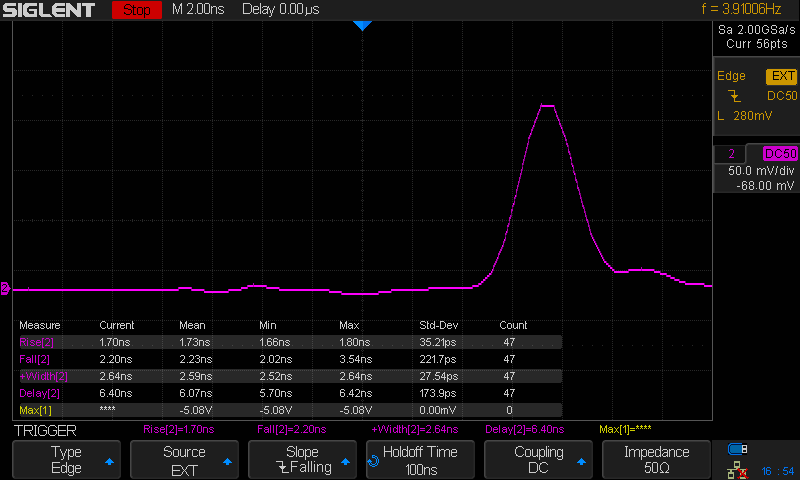 SIGLENT Stop M 2.00ns Delay 0.00µs f = 3.91006Hz
Sa 2.00GSa/s
Curr 56pts
Edge EXT
DC50
L 280mV
2 DC50
50.0 mV/div
-68.00 mV
2
Measure Current Mean Min Max Std-Dev Count
Rise[2] 1.70ns 1.73ns 1.66ns 1.80ns 35.21ps 47
Fall[2] 2.20ns 2.23ns 2.02ns 3.54ns 221.7ps 47
+Width[2] 2.64ns 2.59ns 2.52ns 2.64ns 27.54ps 47
Delay[2] 6.40ns 6.07ns 5.70ns 6.42ns 173.9ps 47
Max[1] **** -5.08V -5.08V -5.08V 0.00mV 0
TRIGGER Rise[2]=1.70ns Fall[2]=2.20ns +Width[2]=2.64ns Delay[2]=6.40ns Max[1]=****
Type Source Slope Holdoff Time Coupling Impedance
Edge EXT Falling 100ns DC 50Ω
16:54